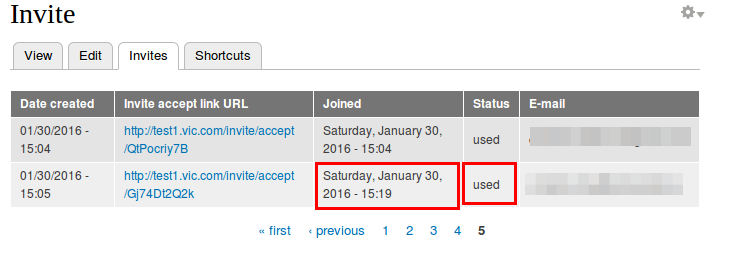 Invite
View Edit Invites Shortcuts
Date created Invite accept link URL Joined Status E-mail
01/30/2016 - http://test1.vic.com/invite/accept Saturday, January 30, used
15:04 /QtPocriy7B 2016 - 15:04
01/30/2016 - http://test1.vic.com/invite/accept Saturday, January 30, used
15:05 /Gj74Dt2Q2k 2016 - 15:19
« first ‹ previous 1 2 3 4 5